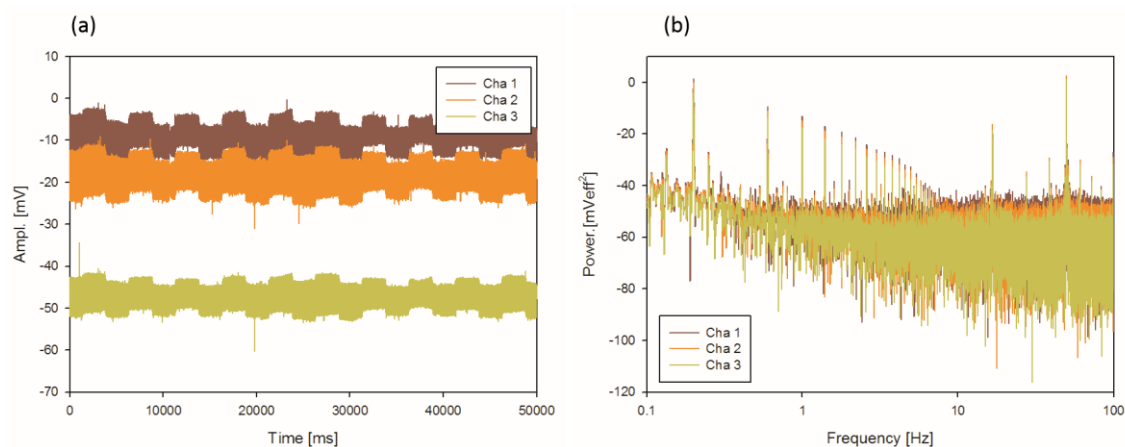 (a)
10
0
-10
-20
-30
-40
-50
-60
-70
Ampl. [mV]
Cha 1
Cha 2
Cha 3
0 10000 20000 30000 40000 50000
Time [ms]
(b)
0
-20
-40
-60
-80
-100
-120
Power.[mVeff²]
Cha 1
Cha 2
Cha 3
0.1 1 10 100
Frequency [Hz]